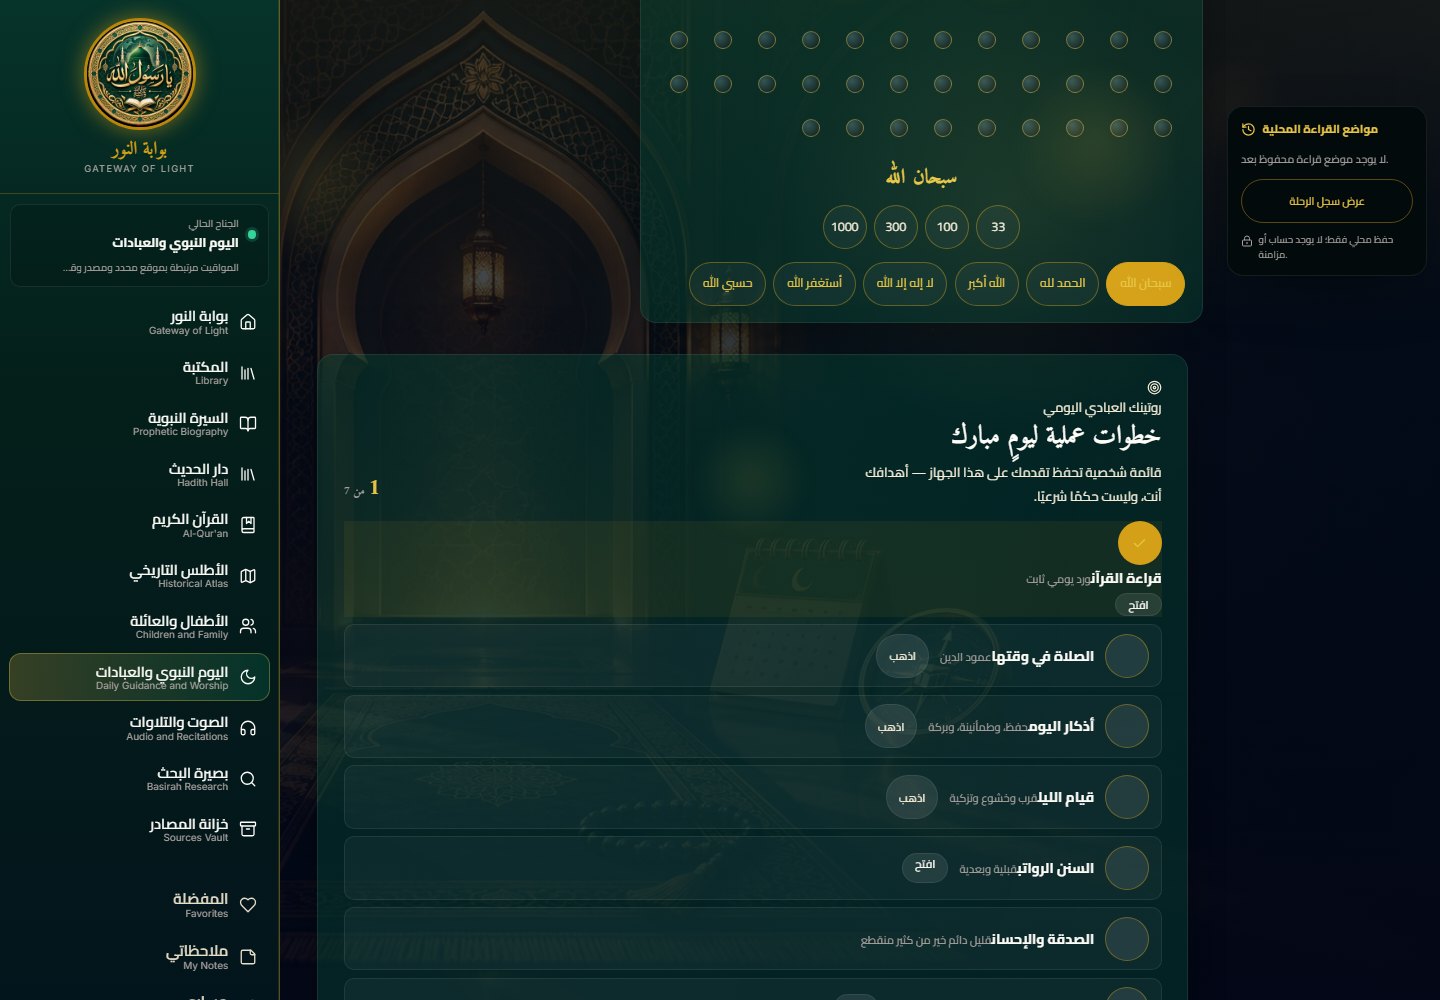 يا رسول الله
بوابة النور
GATEWAY OF LIGHT
الجناح الحالي
اليوم النبوي والعبادات
المواقيت مرتبطة بموقع محدد ومصدر وق...
بوابة النور
Gateway of Light
المكتبة
Library
السيرة النبوية
Prophetic Biography
دار الحديث
Hadith Hall
القرآن الكريم
Al-Qur'an
الأطلس التاريخي
Historical Atlas
الأطفال والعائلة
Children and Family
اليوم النبوي والعبادات
Daily Guidance and Worship
الصوت والتلاوات
Audio and Recitations
بصيرة البحث
Basirah Research
خزانة المصادر
Sources Vault
المفضلة
Favorites
ملاحظاتي
My Notes
سبحان الله
33
100
300
1000
سبحان الله
الحمد لله
الله أكبر
لا إله إلا الله
أستغفر الله
حسبي الله
روتينك العبادي اليومي
خطوات عملية ليومٍ مبارك
قائمة شخصية تحفظ تقدمك على هذا الجهاز — أهدافك
أنت، وليست حكمًا شرعيًا.
1 من 7
قراءة القرآن ورد يومي ثابت
افتح
الصلاة في وقتها عمود الدين اذهب
أذكار اليوم حفظ، وطمأنينة، وبركة اذهب
قيام الليل قرب وخشوع وتزكية اذهب
السنن الرواتب قبلية وبعدية افتح
الصدقة والإحسان قليل دائم خير من كثير منقطع
مواضع القراءة المحلية
لا يوجد موضع قراءة محفوظ بعد.
عرض سجل الرحلة
حفظ محلي فقط؛ لا يوجد حساب أو
مزامنة.